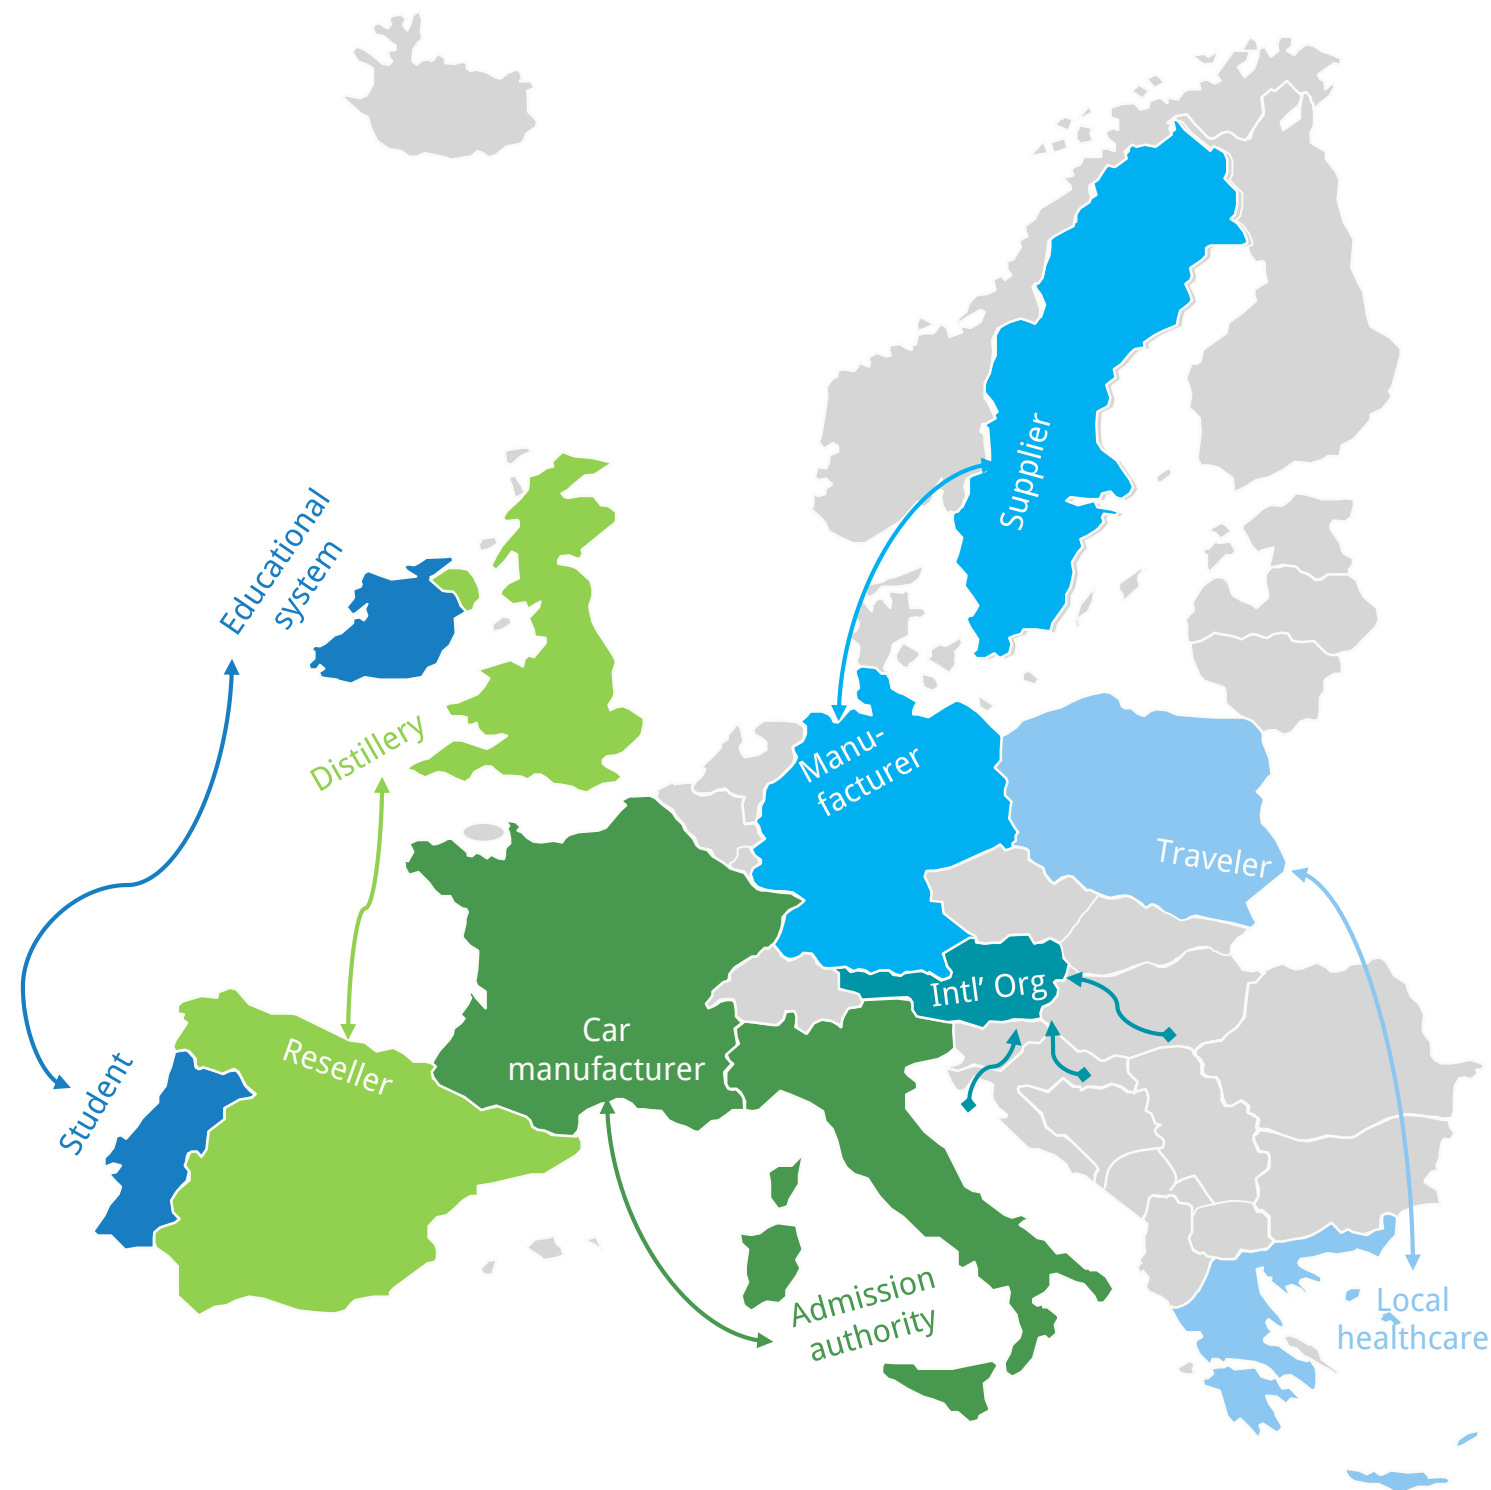 Supplier
Educational
system
Distillery
Manu-
facturer
Traveler
Intl’ Org
Car
manufacturer
Reseller
Student
Admission
authority
Local
healthcare